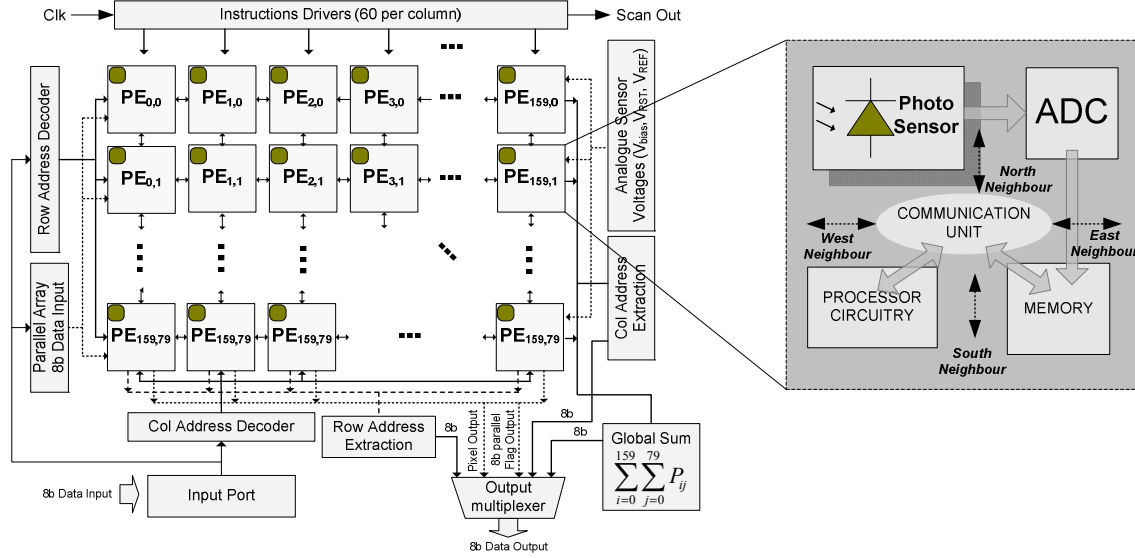 Clk
Instructions Drivers (60 per column)
Scan Out
Row Address Decoder
Parallel Array
8b Data Input
PE0,0
PE1,0
PE2,0
PE3,0
PE159,0
PE0,1
PE1,1
PE2,1
PE3,1
PE159,1
PE159,79
PE159,79
PE159,79
PE159,79
Analogue Sensor
Voltages (Vbias, VRST, VREF)
Col Address
Extraction
Col Address Decoder
Row Address
Extraction
8b
Pixel Output
8b parallel
Flag Output
8b
8b
Global Sum
159 79
∑ ∑ Pij
i=0 j=0
8b Data Input
Input Port
Output
multiplexer
8b Data Output
Photo
Sensor
ADC
North
Neighbour
COMMUNICATION
UNIT
West
Neighbour
East
Neighbour
PROCESSOR
CIRCUITRY
MEMORY
South
Neighbour